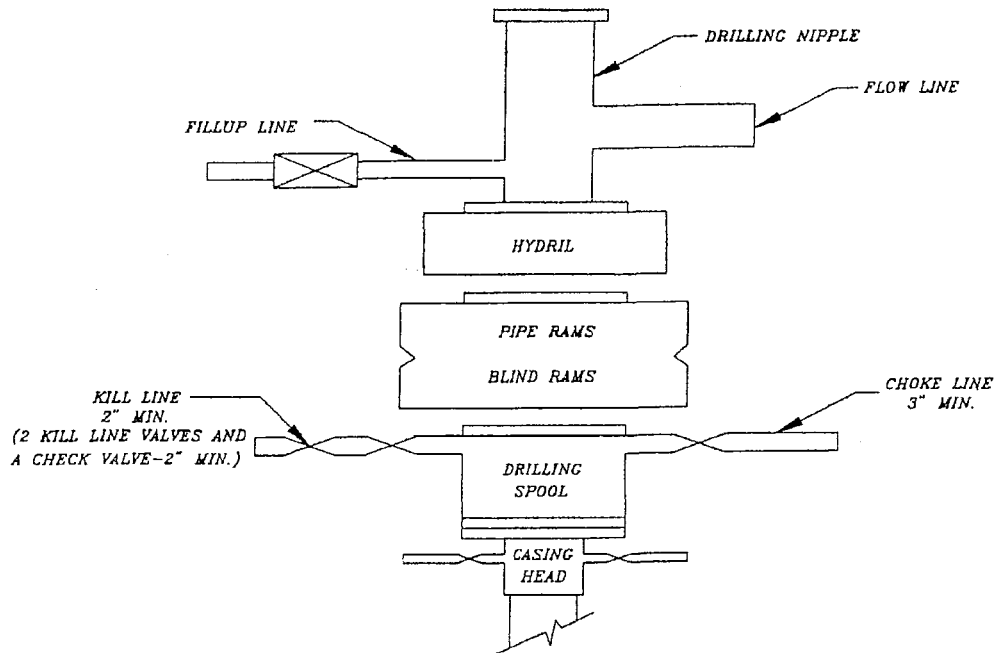 DRILLING NIPPLE
FLOW LINE
FILLUP LINE
HYDRIL
PIPE RAMS
BLIND RAMS
KILL LINE
2" MIN.
(2 KILL LINE VALVES AND
A CHECK VALVE-2" MIN.)
CHOKE LINE
3" MIN.
DRILLING
SPOOL
CASING
HEAD